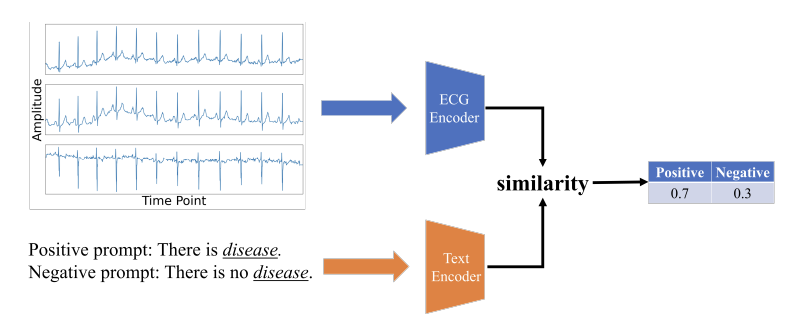 Amplitude
Time Point
ECG
Encoder
similarity
Positive Negative
0.7 0.3
Positive prompt: There is disease.
Negative prompt: There is no disease.
Text
Encoder